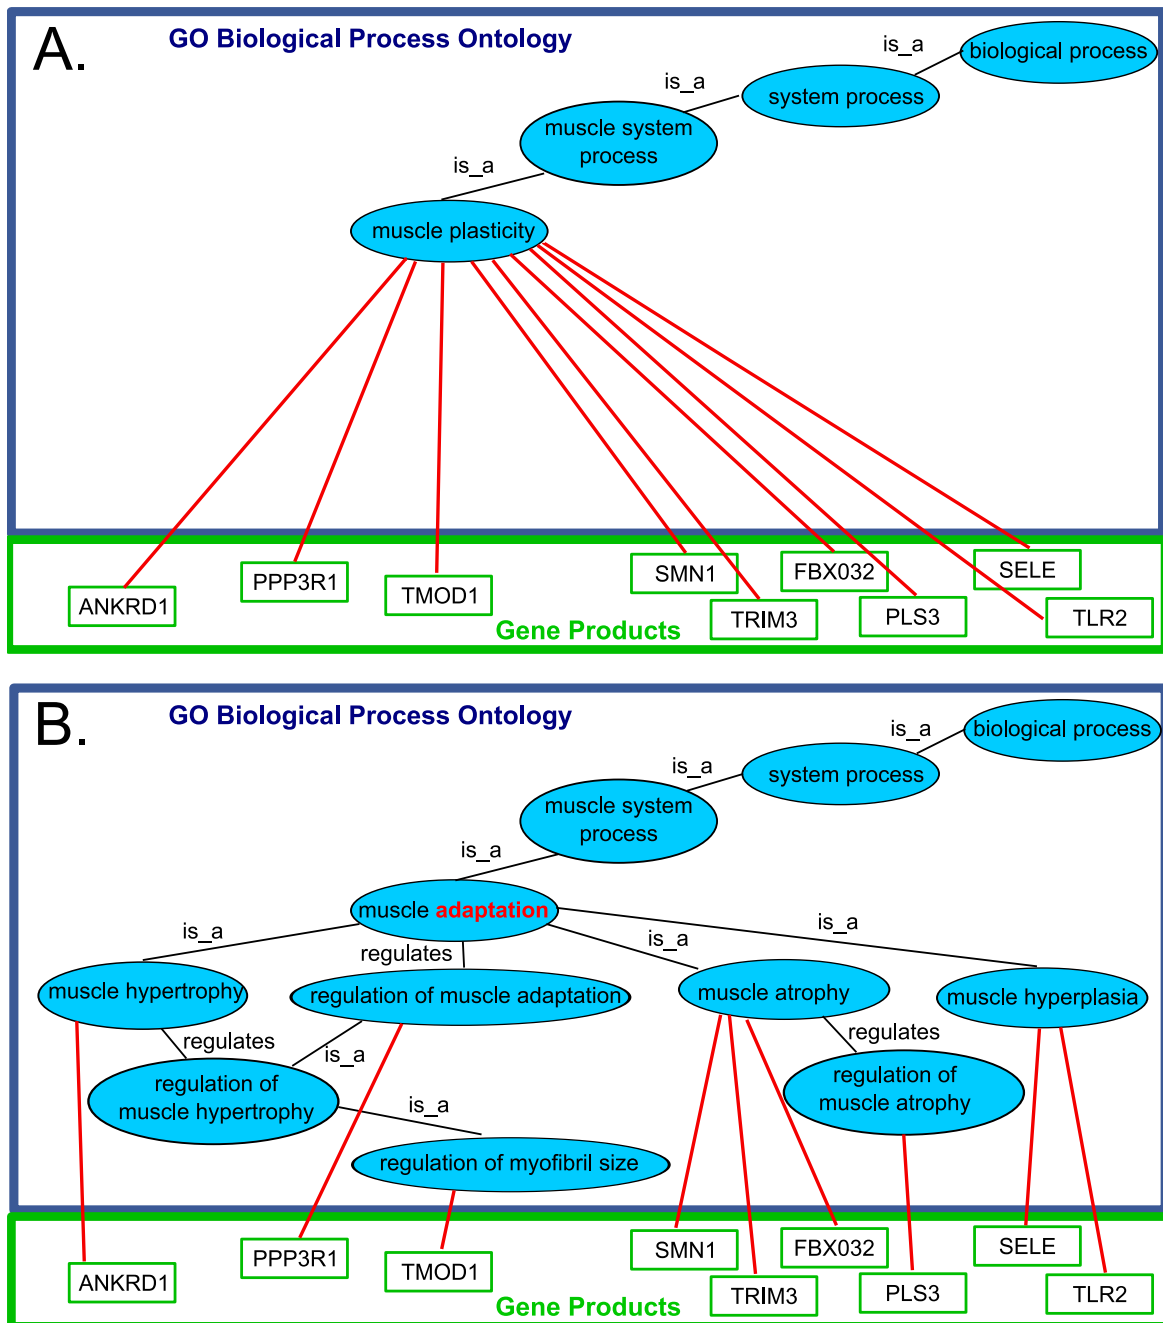 A.
GO Biological Process Ontology
biological process
is_a
system process
is_a
muscle system
process
is_a
muscle plasticity
ANKRD1
PPP3R1
TMOD1
SMN1
TRIM3
FBX032
PLS3
SELE
TLR2
Gene Products
B.
GO Biological Process Ontology
biological process
is_a
system process
is_a
muscle system
process
is_a
muscle adaptation
is_a
regulates
is_a
is_a
muscle hypertrophy
regulation of muscle adaptation
muscle atrophy
muscle hyperplasia
regulates
is_a
regulates
regulation of
muscle hypertrophy
regulation of
muscle atrophy
is_a
regulation of myofibril size
ANKRD1
PPP3R1
TMOD1
SMN1
TRIM3
FBX032
PLS3
SELE
TLR2
Gene Products